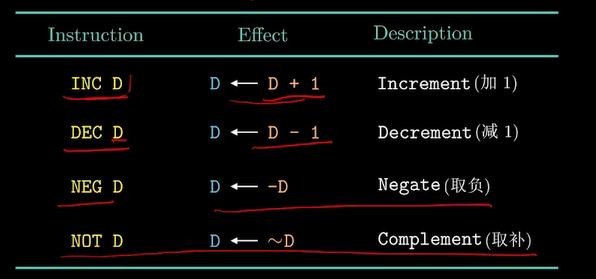 Instruction Effect Description
INC D D ← D + 1 Increment(加 1)
DEC D D ← D - 1 Decrement(减 1)
NEG D D ← -D Negate(取负)
NOT D D ← ~D Complement(取补)